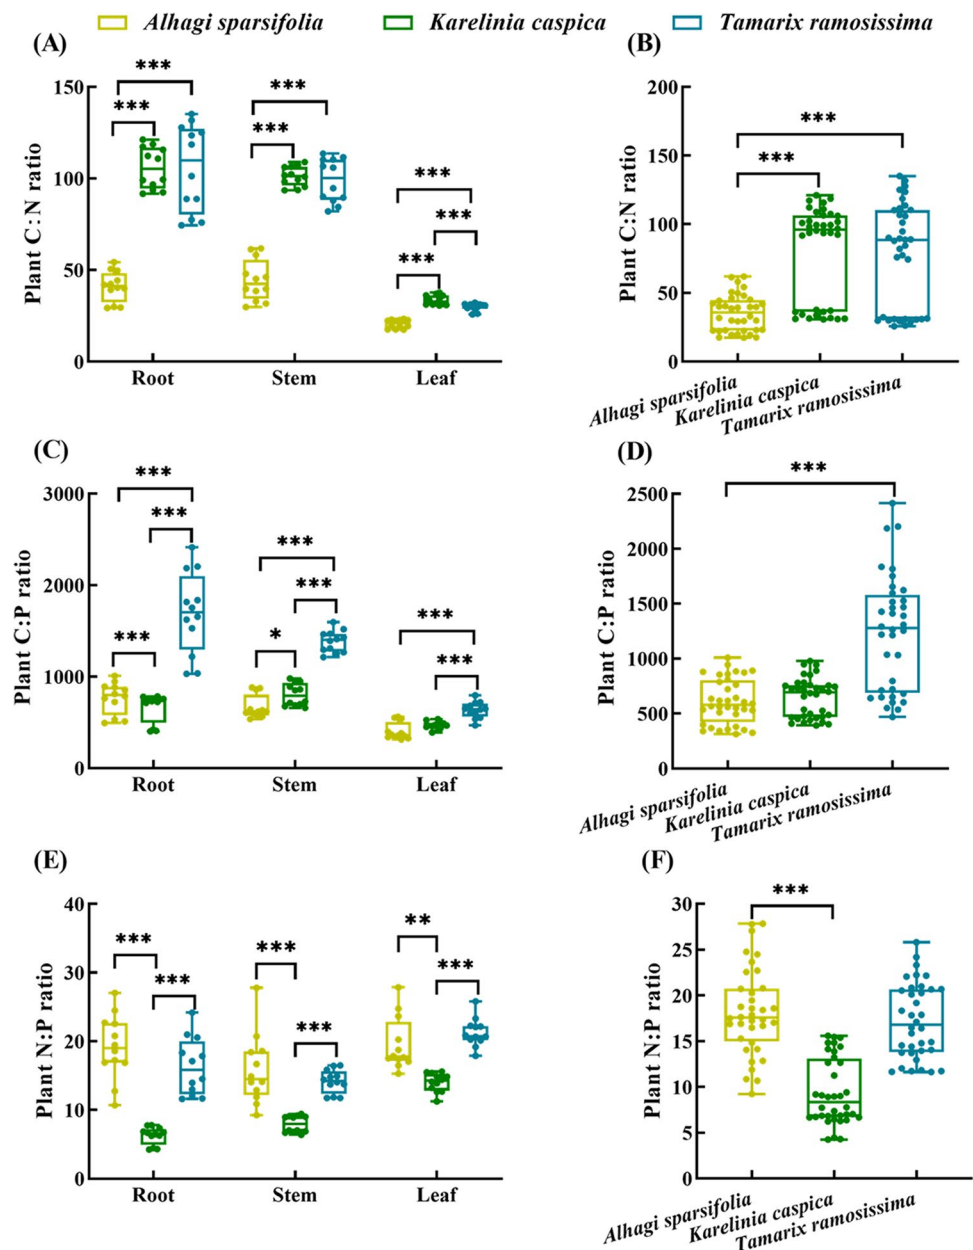 Alhagi sparsifolia Karelinia caspica Tamarix ramosissima
(A)
Plant C:N ratio
150
100
50
0
***
***
***
***
***
***
***
Root Stem Leaf
(B)
Plant C:N ratio
200
150
100
50
0
***
***
Alhagi sparsifolia
Karelinia caspica
Tamarix ramosissima
(C)
Plant C:P ratio
3000
2000
1000
0
***
***
***
***
***
*
***
***
Root Stem Leaf
(D)
Plant C:P ratio
2500
2000
1500
1000
500
0
***
Alhagi sparsifolia
Karelinia caspica
Tamarix ramosissima
(E)
Plant N:P ratio
40
30
20
10
0
***
***
***
***
**
***
Root Stem Leaf
(F)
Plant N:P ratio
30
25
20
15
10
5
0
***
Alhagi sparsifolia
Karelinia caspica
Tamarix ramosissima